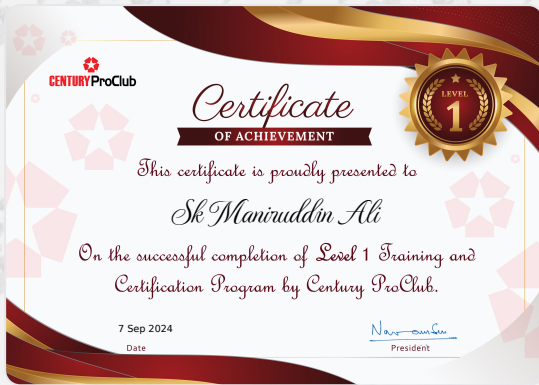 CENTURY ProClub
Certificate
OF ACHIEVEMENT
LEVEL
1
This certificate is proudly presented to
Sk Maniruddin Ali
On the successful completion of Level 1 Training and
Certification Program by Century ProClub.
7 Sep 2024
Date
President